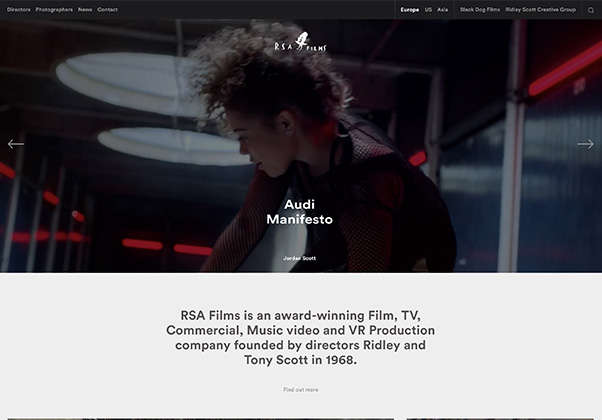 Directors Photographers News Contact
Europe US Asia
Black Dog Films Ridley Scott Creative Group
RSA FILMS
Audi
Manifesto
Jordan Scott
RSA Films is an award-winning Film, TV,
Commercial, Music video and VR Production
company founded by directors Ridley and
Tony Scott in 1968.
Find out more